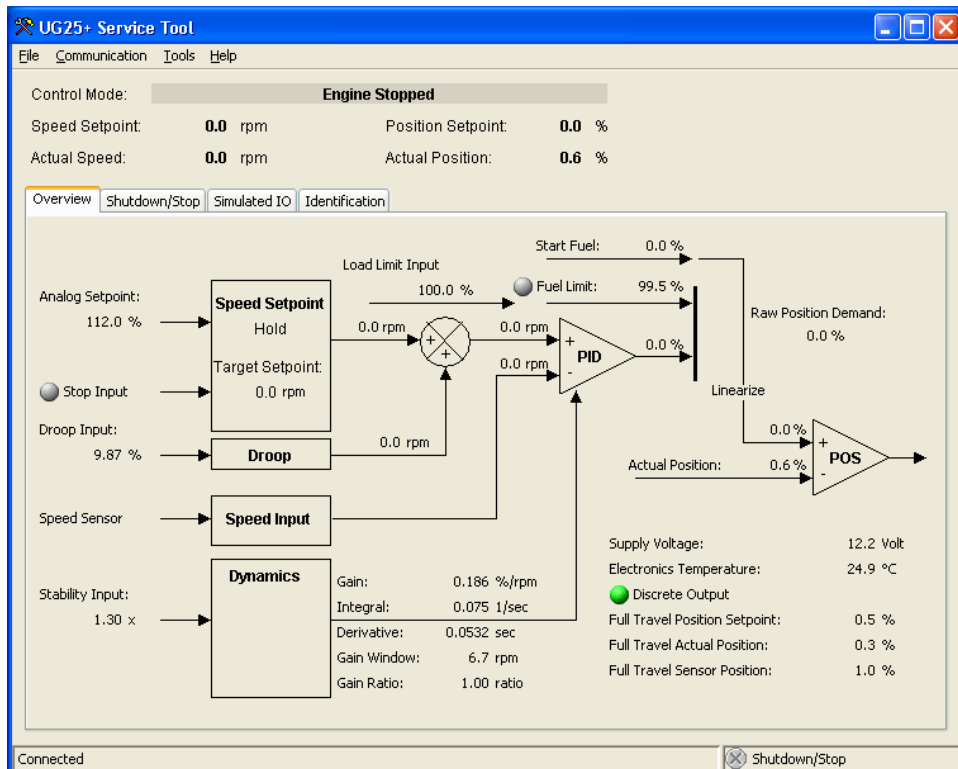 UG25+ Service Tool
File Communication Tools Help
Control Mode: Engine Stopped
Speed Setpoint: 0.0 rpm Position Setpoint: 0.0 %
Actual Speed: 0.0 rpm Actual Position: 0.6 %
Overview Shutdown/Stop Simulated IO Identification
Start Fuel: 0.0 %
Load Limit Input
100.0 % Fuel Limit: 99.5 %
Analog Setpoint:
112.0 %
Speed Setpoint
Hold
Target Setpoint:
0.0 rpm
0.0 rpm + + 0.0 rpm
0.0 rpm
+ - PID
0.0 %
Raw Position Demand:
0.0 %
Stop Input
Linearize
Droop Input:
9.87 %
Droop
0.0 rpm
0.0 %
Actual Position: 0.6 %
+ - POS
Speed Sensor
Speed Input
Stability Input:
1.30 x
Dynamics
Gain: 0.186 %/rpm
Integral: 0.075 1/sec
Derivative: 0.0532 sec
Gain Window: 6.7 rpm
Gain Ratio: 1.00 ratio
Supply Voltage: 12.2 Volt
Electronics Temperature: 24.9 °C
Discrete Output
Full Travel Position Setpoint: 0.5 %
Full Travel Actual Position: 0.3 %
Full Travel Sensor Position: 1.0 %
Connected
Shutdown/Stop